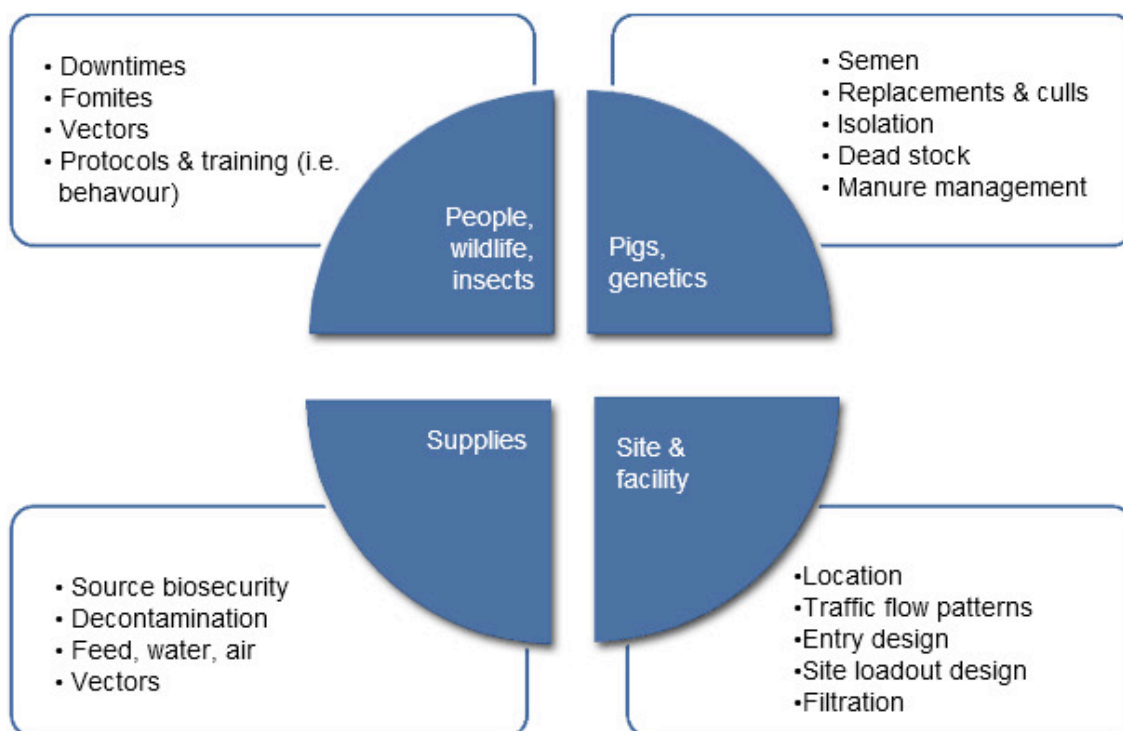 • Downtimes
• Fomites
• Vectors
• Protocols & training (i.e.
behavour)
• Semen
• Replacements & culls
• Isolation
• Dead stock
• Manure management
People,
wildlife,
insects
Pigs,
genetics
Supplies
Site &
facility
• Source biosecurity
• Decontamination
• Feed, water, air
• Vectors
•Location
•Traffic flow patterns
•Entry design
•Site loadout design
•Filtration